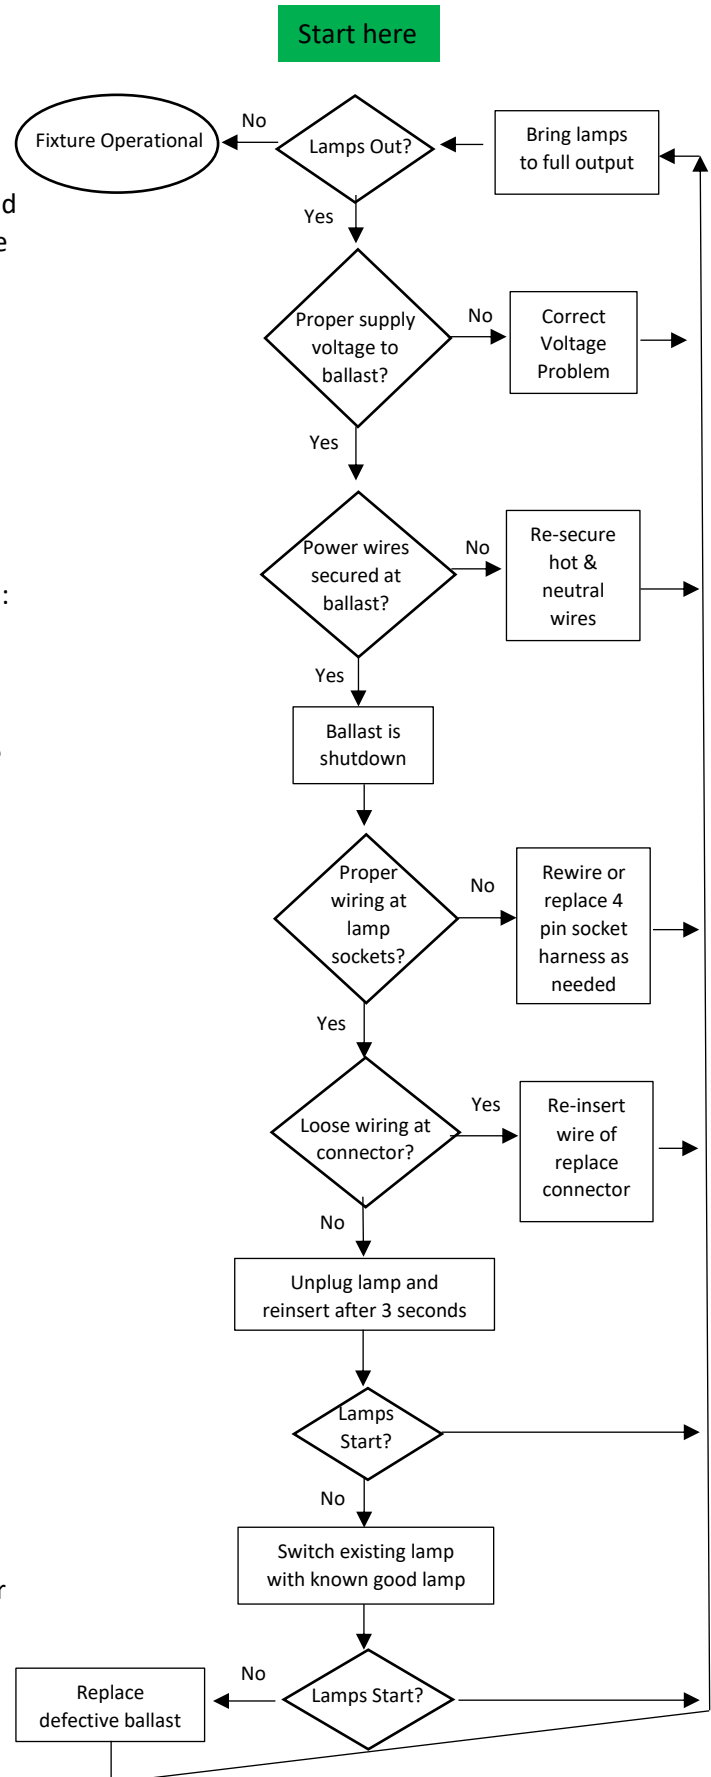 Start here
Fixture Operational
No
Lamps Out?
Bring lamps
to full output
d
Yes
e
Proper supply
voltage to
ballast?
No
Correct
Voltage
Problem
Yes
Power wires
secured at
ballast?
No
Re-secure
hot &
neutral
wires
:
Yes
Ballast is
shutdown
Proper
wiring at
lamp
sockets?
No
Rewire or
replace 4
pin socket
harness as
needed
Yes
Loose wiring at
connector?
Yes
Re-insert
wire of
replace
connector
No
Unplug lamp and
reinsert after 3 seconds
Lamps
Start?
No
Switch existing lamp
with known good lamp
r
Lamps Start?
No
Replace
defective ballast